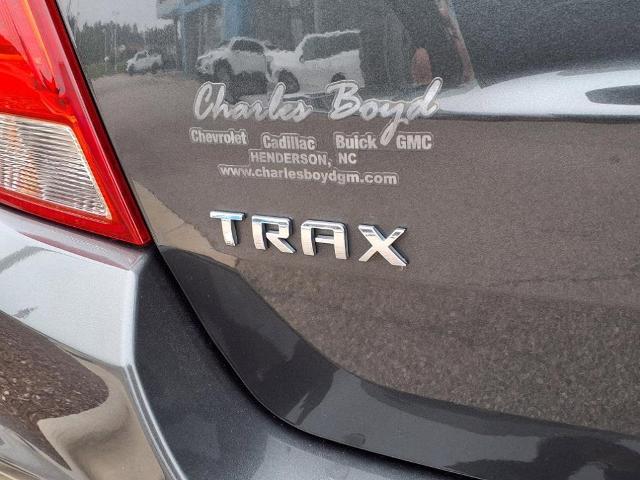 Charles Boyd
Chevrolet Cadillac Buick GMC
HENDERSON, NC
www.charlesboydgm.com
TRAX